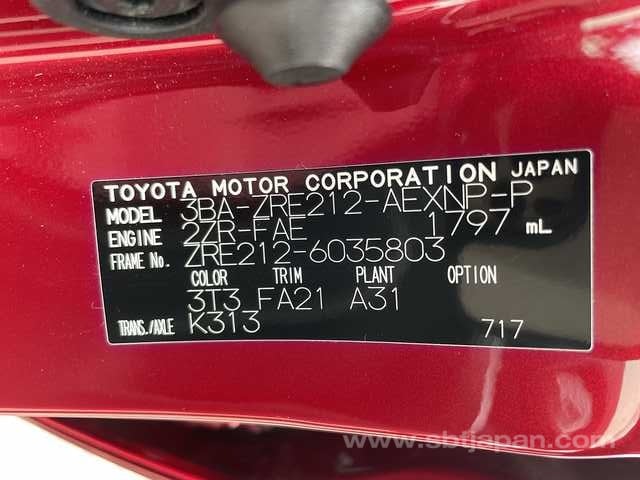 TOYOTA MOTOR CORPORATION JAPAN
MODEL 3BA-ZRE212-AEXNP-P
ENGINE 2ZR-FAE 1797 mL
FRAME No. ZRE212-6035803
COLOR TRIM PLANT OPTION
3T3 FA21 A31
TRANS./AXLE K313 717
www.sbtjapan.com